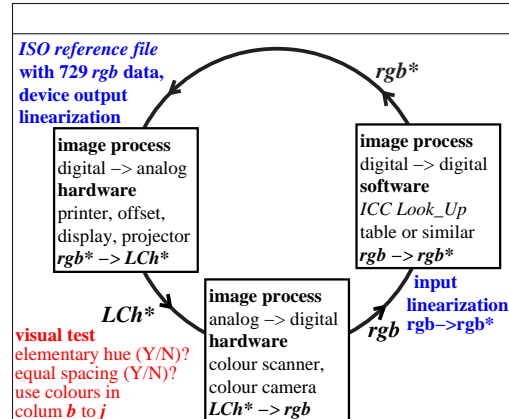 ISO reference file
with 729 rgb data,
device output
linearization
rgb*
image process
digital –> analog
hardware
printer, offset,
display, projector
rgb* –> LCh*
image process
digital –> digital
software
ICC Look_Up
table or similar
rgb –> rgb*
LCh*
image process
analog –> digital
hardware
colour scanner,
colour camera
LCh* –> rgb
rgb
input
linearization
rgb–>rgb*
visual test
elementary hue (Y/N)?
equal spacing (Y/N)?
use colours in
colum b to j